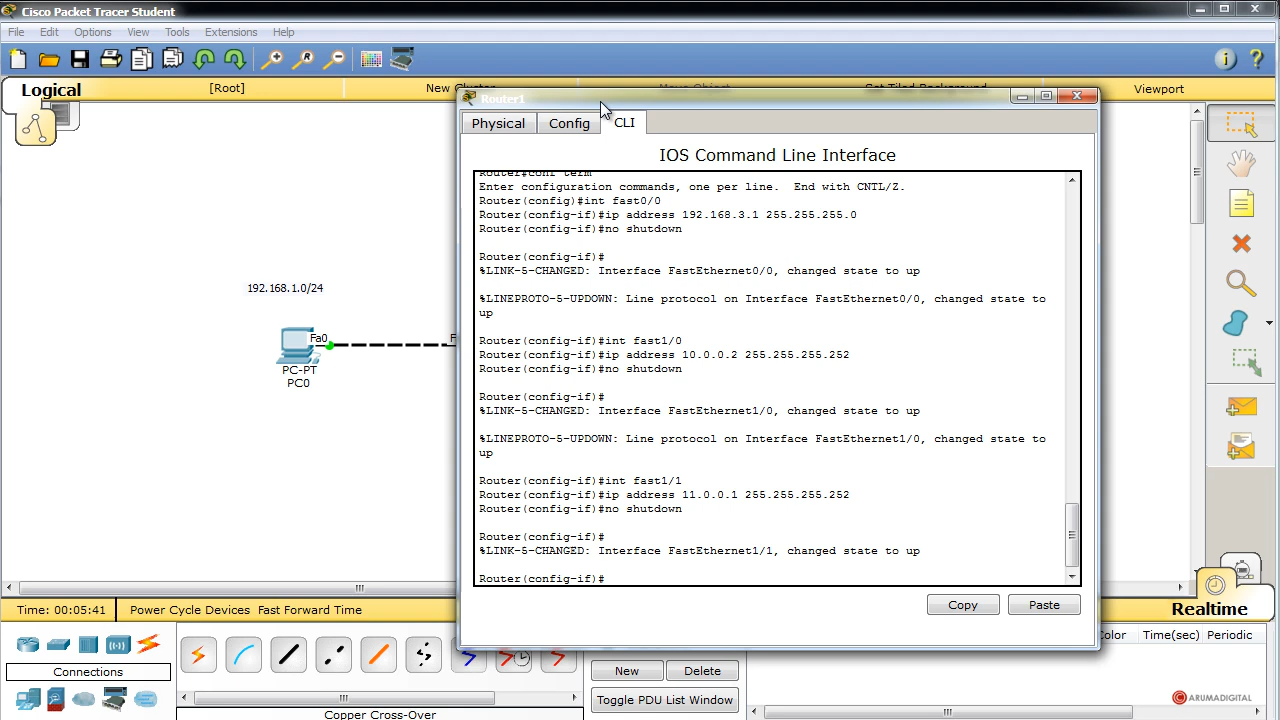 Cisco Packet Tracer Student
File Edit Options View Tools Extensions Help
Logical
[Root]
New Cluster
Move Object
Set Tiled Background
Viewport
Router1
Physical Config CLI
IOS Command Line Interface
Router#conf term
Enter configuration commands, one per line.  End with CNTL/Z.
Router(config)#int fast0/0
Router(config-if)#ip address 192.168.3.1 255.255.255.0
Router(config-if)#no shutdown
Router(config-if)#
%LINK-5-CHANGED: Interface FastEthernet0/0, changed state to up
%LINEPROTO-5-UPDOWN: Line protocol on Interface FastEthernet0/0, changed state to
up
Router(config-if)#int fast1/0
Router(config-if)#ip address 10.0.0.2 255.255.255.252
Router(config-if)#no shutdown
Router(config-if)#
%LINK-5-CHANGED: Interface FastEthernet1/0, changed state to up
%LINEPROTO-5-UPDOWN: Line protocol on Interface FastEthernet1/0, changed state to
up
Router(config-if)#int fast1/1
Router(config-if)#ip address 11.0.0.1 255.255.255.252
Router(config-if)#no shutdown
Router(config-if)#
%LINK-5-CHANGED: Interface FastEthernet1/1, changed state to up
Router(config-if)#
Copy Paste
192.168.1.0/24
Fa0
F
PC-PT
PC0
Time: 00:05:41 Power Cycle Devices Fast Forward Time
Realtime
Connections
Copper Cross-Over
New Delete
Toggle PDU List Window
Color Time(sec) Periodic
ARUMADIGITAL